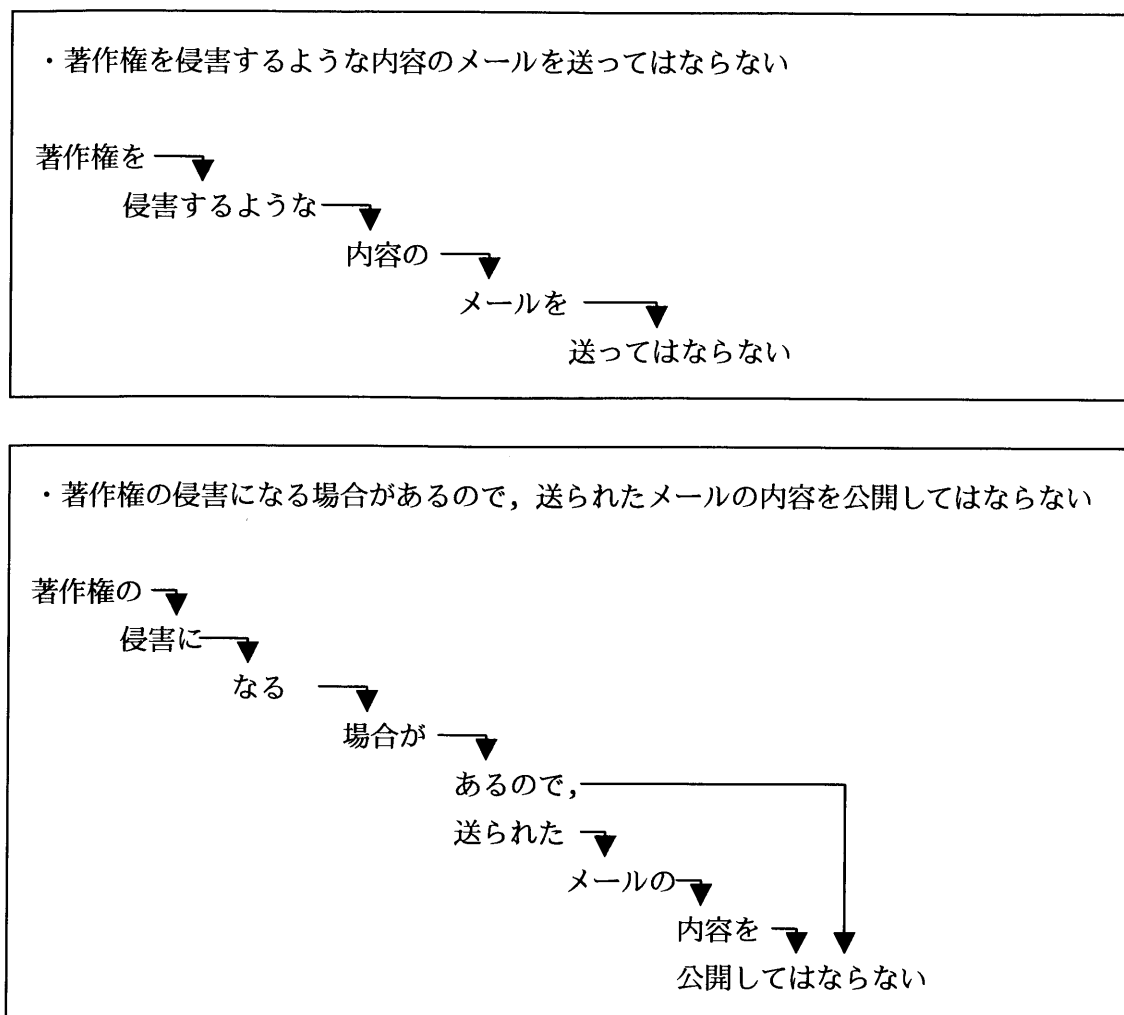 ・著作権を侵害するような内容のメールを送ってはならない
著作権を
侵害するような
内容の
メールを
送ってはならない
・著作権の侵害になる場合があるので，送られたメールの内容を公開してはならない
著作権の
侵害に
なる
場合が
あるので，
送られた
メールの
内容を
公開してはならない